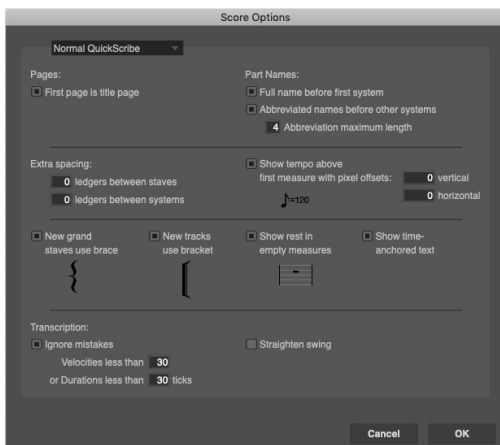 Score Options
Normal QuickScribe
Pages:
First page is title page
Part Names:
Full name before first system
Abbreviated names before other systems
4 Abbreviation maximum length
Extra spacing:
0 ledgers between staves
0 ledgers between systems
Show tempo above
first measure with pixel offsets:
0 vertical
0 horizontal
=120
New grand
staves use brace
New tracks
use bracket
Show rest in
empty measures
Show time-
anchored text
Transcription:
Ignore mistakes
Velocities less than 30
or Durations less than 30 ticks
Straighten swing
Cancel
OK